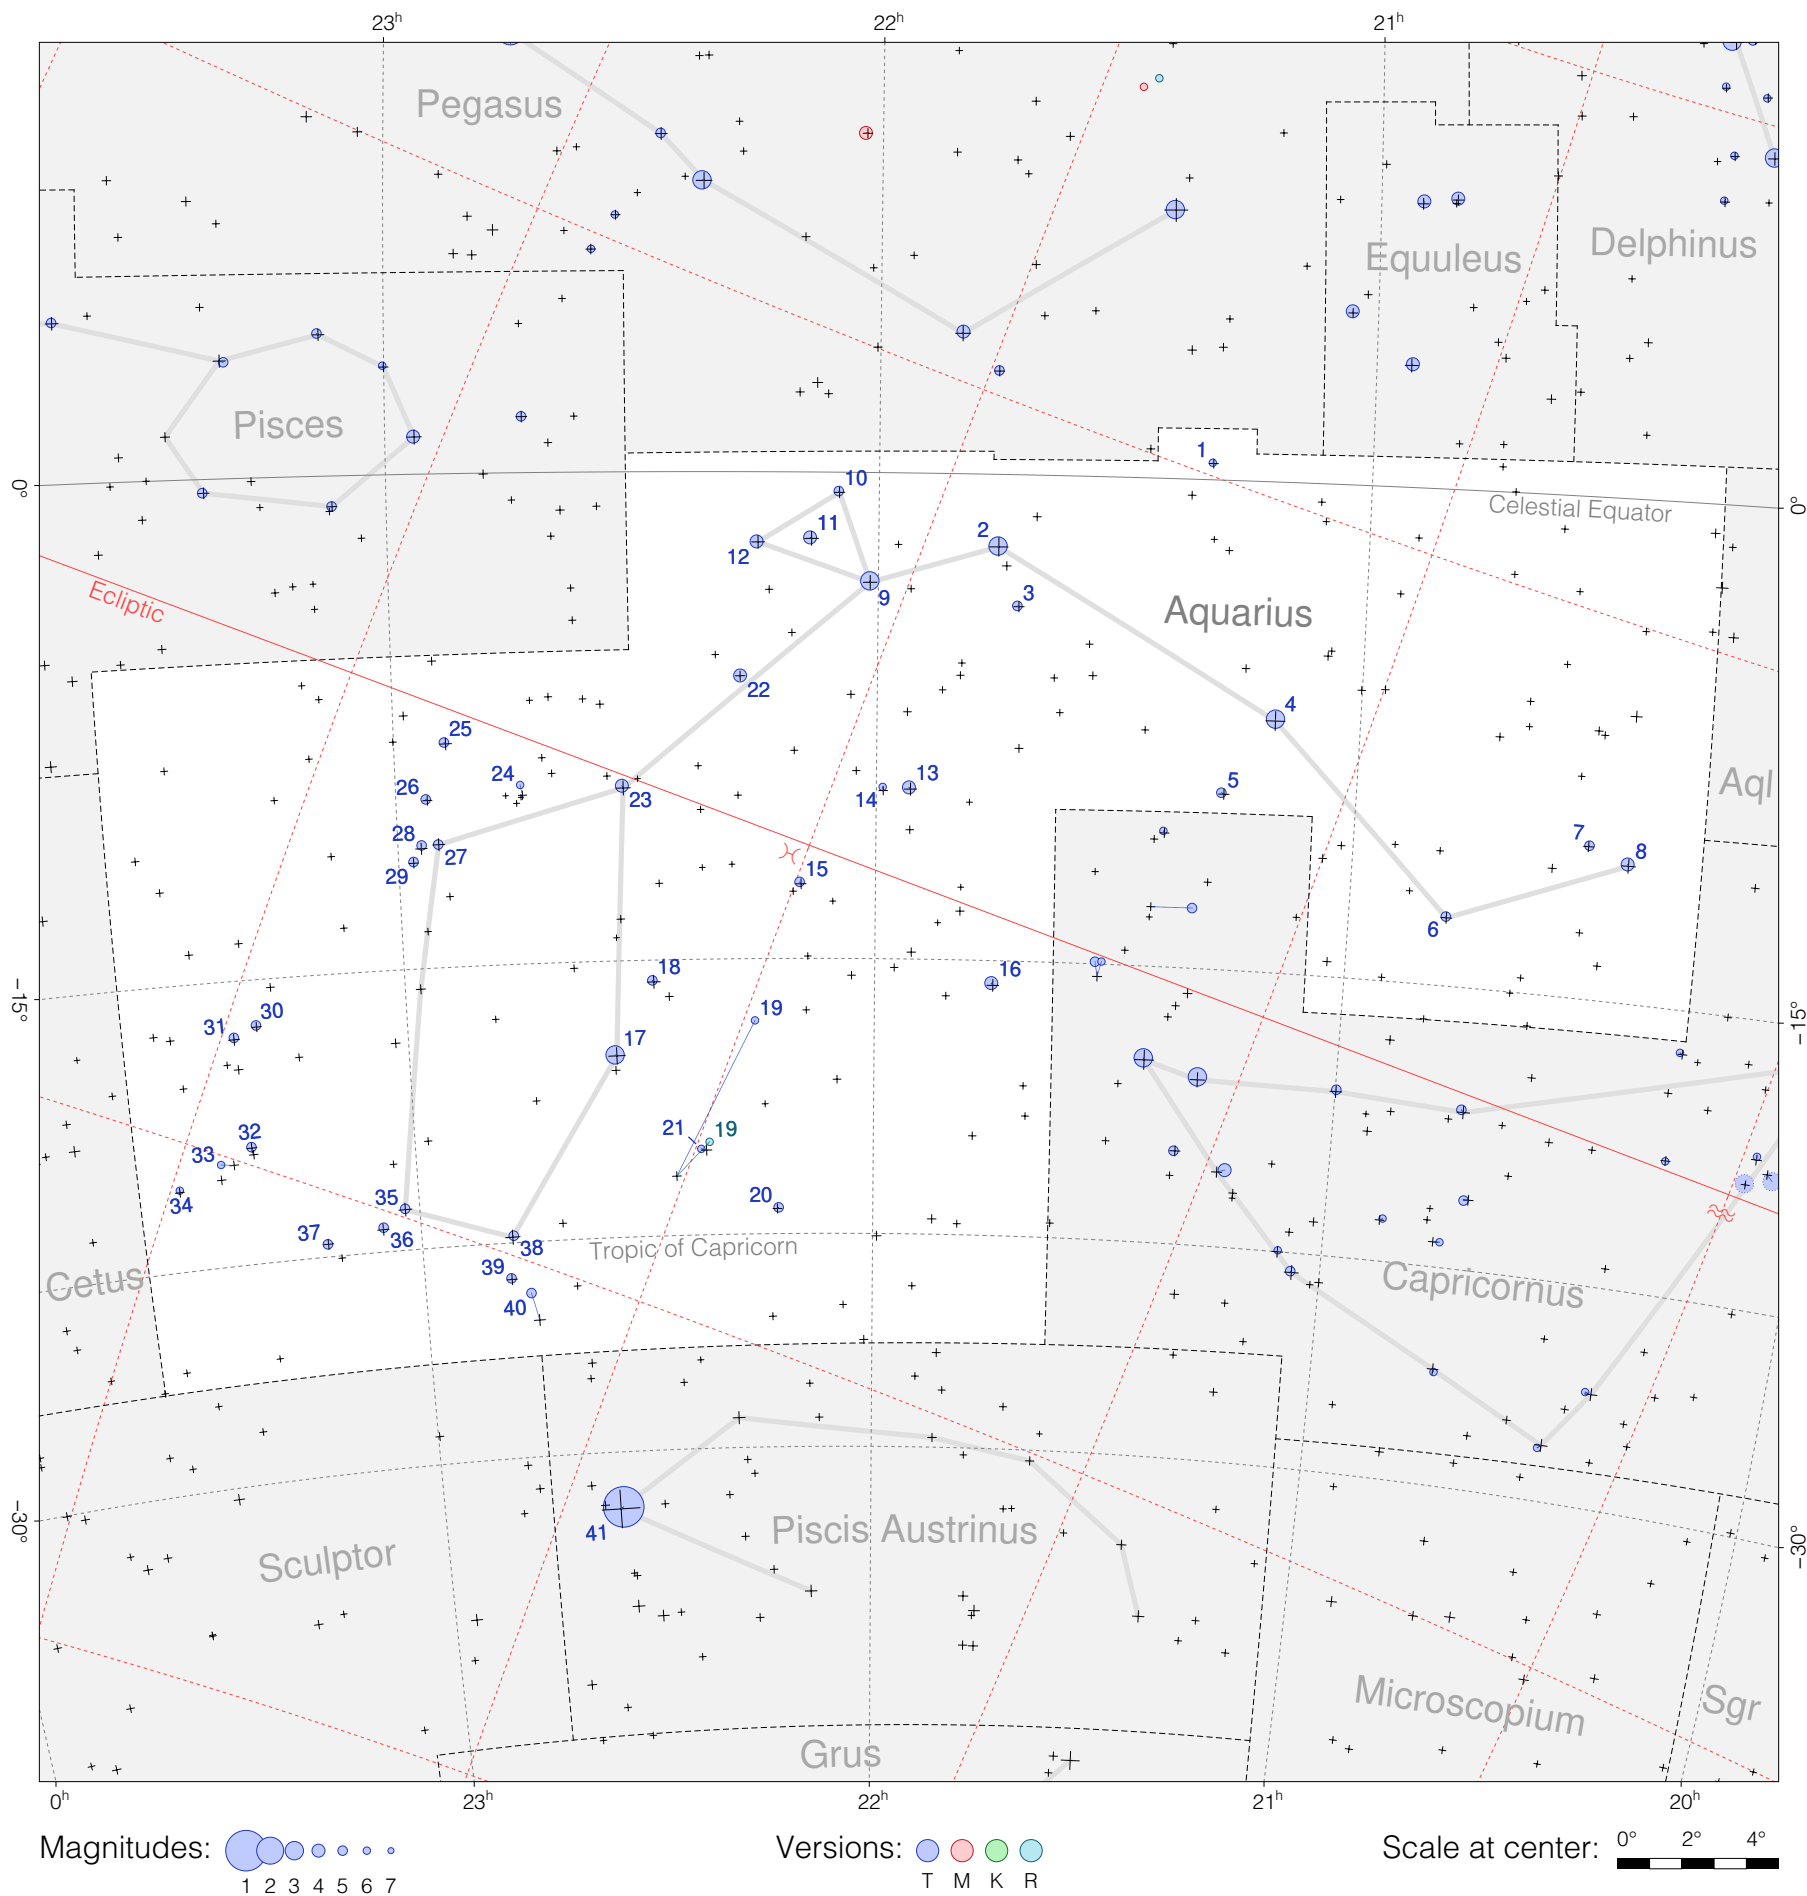 23h 22h 21h
Pegasus
Equuleus
Delphinus
Pisces
1
10
0°
0°
Celestial Equator
11
2
12
Ecliptic
3
9
Aquarius
22
4
25
24
26
23
14
13
5
Aql
28
27
29
7
8
15
6
18
16
−15°
−15°
31
30
19
17
21
19
32
33
34
35
20
37
36
38
Tropic of Capricorn
39
Cetus
40
Capricornus
41
Piscis Austrinus
−30°
−30°
Sculptor
Microscopium
Sgr
Grus
0h 23h 22h 21h 20h
Magnitudes:
1 2 3 4 5 6 7
Versions:
T M K R
Scale at center:
0° 2° 4°